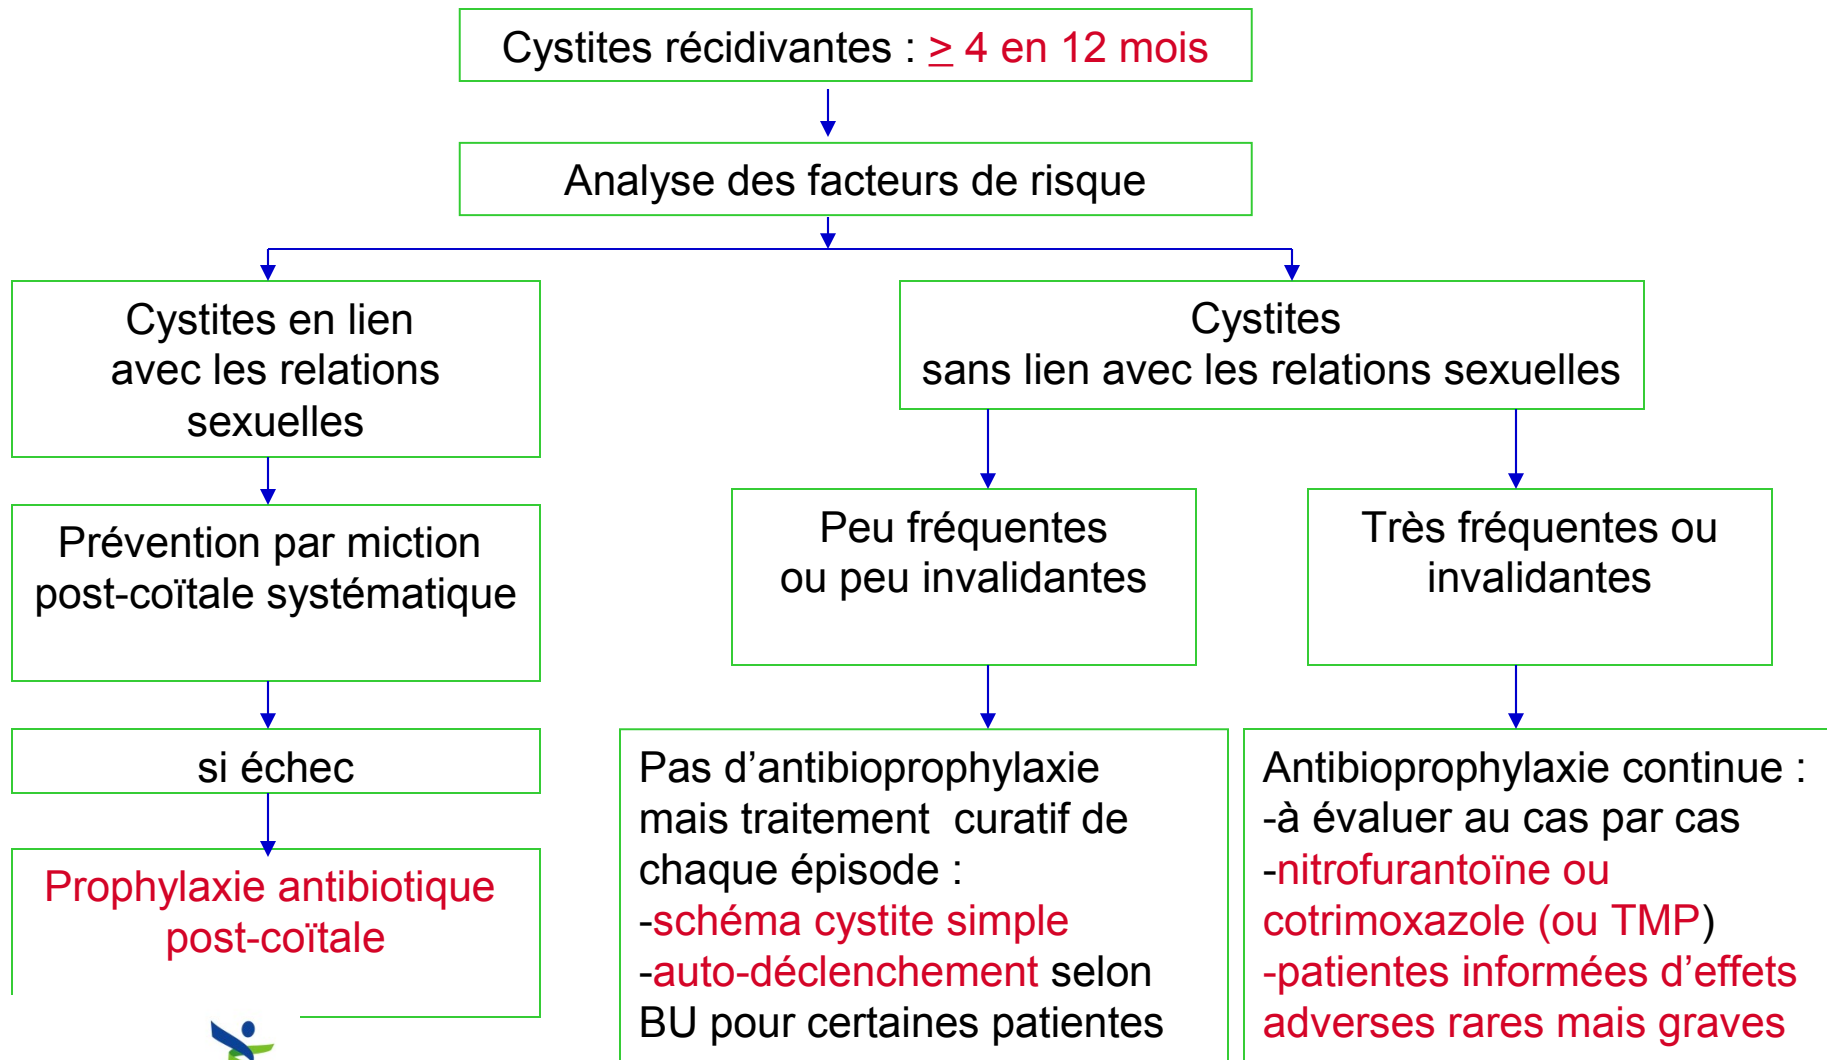 Cystites récidivantes : ≥ 4 en 12 mois
Analyse des facteurs de risque
Cystites en lien
avec les relations
sexuelles
Cystites
sans lien avec les relations sexuelles
Prévention par miction
post-coïtale systématique
Peu fréquentes
ou peu invalidantes
Très fréquentes ou
invalidantes
si échec
Prophylaxie antibiotique
post-coïtale
Pas d’antibioprophylaxie
mais traitement  curatif de
chaque épisode :
-schéma cystite simple
-auto-déclenchement selon
BU pour certaines patientes
Antibioprophylaxie continue :
-à évaluer au cas par cas
-nitrofurantoïne ou
cotrimoxazole (ou TMP)
-patientes informées d’effets
adverses rares mais graves